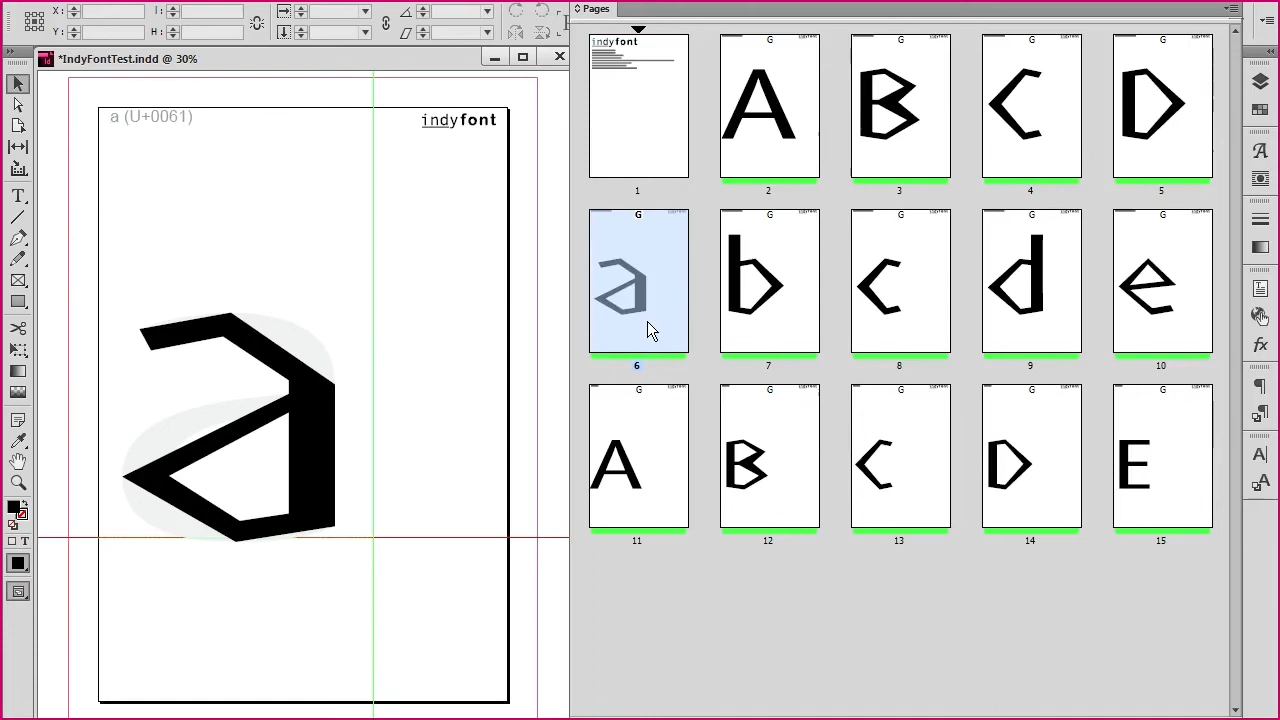 X:
I:
Y:
H:
Pages
*IndyFontTest.indd @ 30%
a (U+0061)
indyfont
a
indyfont
1
G
A
2
G
B
3
G
C
4
G
D
5
G
a
6
G
b
7
G
c
8
G
d
9
G
e
10
G
A
11
G
B
12
G
C
13
G
D
14
G
E
15